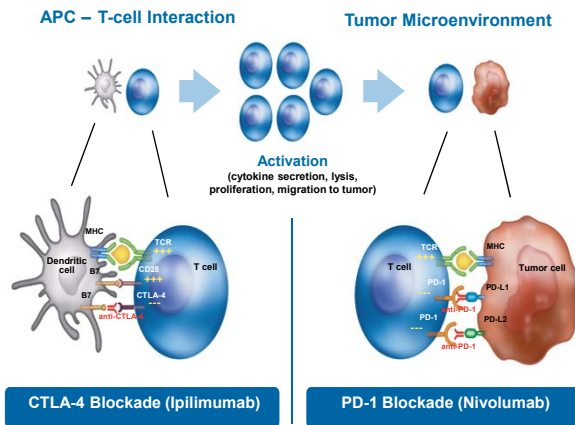 APC – T-cell Interaction
Tumor Microenvironment
Activation
(cytokine secretion, lysis,
proliferation, migration to tumor)
MHC
TCR
+++
Dendritic
cell
B7
CD28
+++
T cell
B7
CTLA-4
---
anti-CTLA-4
TCR
+++
MHC
T cell
PD-1
---
PD-L1
Tumor cell
anti-PD-1
PD-1
---
PD-L2
anti-PD-1
CTLA-4 Blockade (Ipilimumab)
PD-1 Blockade (Nivolumab)